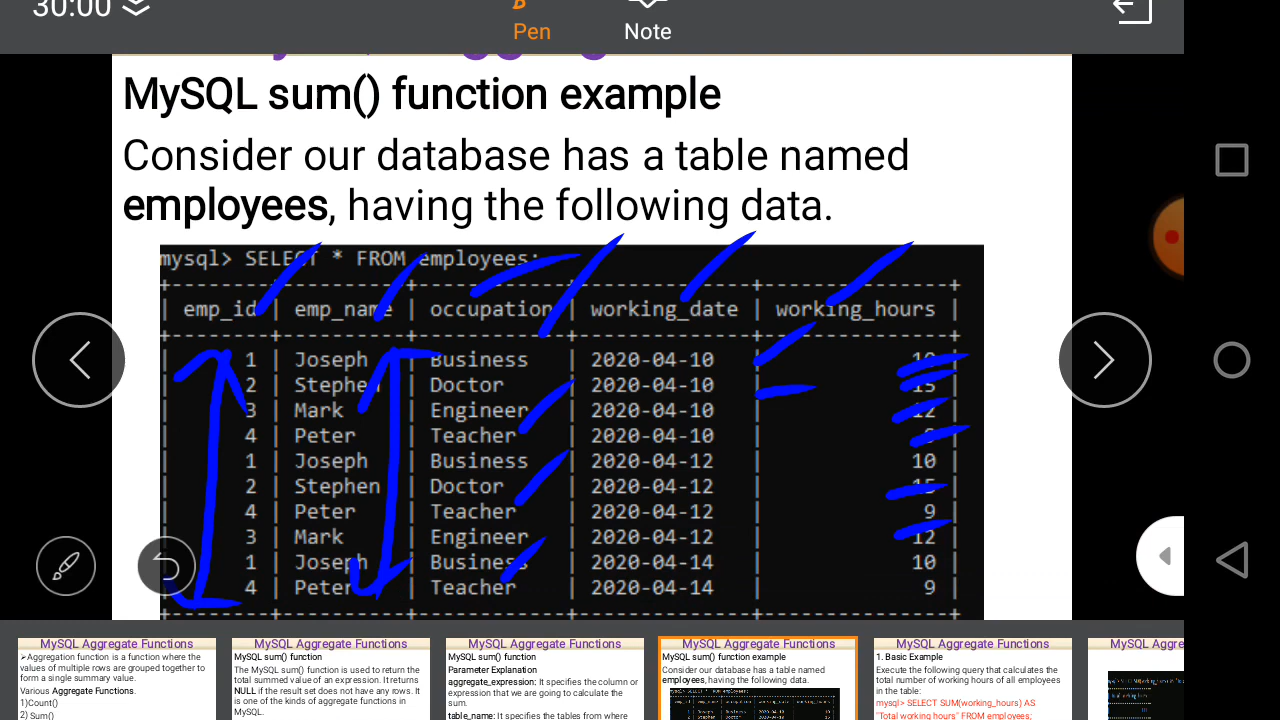 30:00
Pen
Note
MySQL sum() function example
Consider our database has a table named
employees, having the following data.
mysql> SELECT * FROM employees;
| emp_id | emp_name | occupation | working_date | working_hours |
| 1 | Joseph | Business | 2020-04-10 | 10 |
| 2 | Stephen | Doctor | 2020-04-10 | 15 |
| 3 | Mark | Engineer | 2020-04-10 | 12 |
| 4 | Peter | Teacher | 2020-04-10 | 9 |
| 1 | Joseph | Business | 2020-04-12 | 10 |
| 2 | Stephen | Doctor | 2020-04-12 | 15 |
| 4 | Peter | Teacher | 2020-04-12 | 9 |
| 3 | Mark | Engineer | 2020-04-12 | 12 |
| 1 | Joseph | Business | 2020-04-14 | 10 |
| 4 | Peter | Teacher | 2020-04-14 | 9 |
MySQL Aggregate Functions
➢Aggregation function is a function where the
values of multiple rows are grouped together to
form a single summary value.
Various Aggregate Functions.
1)Count()
2) Sum()
MySQL Aggregate Functions
MySQL sum() function
The MySQL sum() function is used to return the
total summed value of an expression. It returns
NULL if the result set does not have any rows. It
is one of the kinds of aggregate functions in
MySQL.
MySQL Aggregate Functions
MySQL sum() function
Parameter Explanation
aggregate_expression: It specifies the column or
expression that we are going to calculate the
sum.
table_name: It specifies the tables from where
MySQL Aggregate Functions
MySQL sum() function example
Consider our database has a table named
employees, having the following data.
MySQL Aggregate Functions
1. Basic Example
Execute the following query that calculates the
total number of working hours of all employees
in the table:
mysql> SELECT SUM(working_hours) AS
"Total working hours" FROM employees;
MySQL Aggre